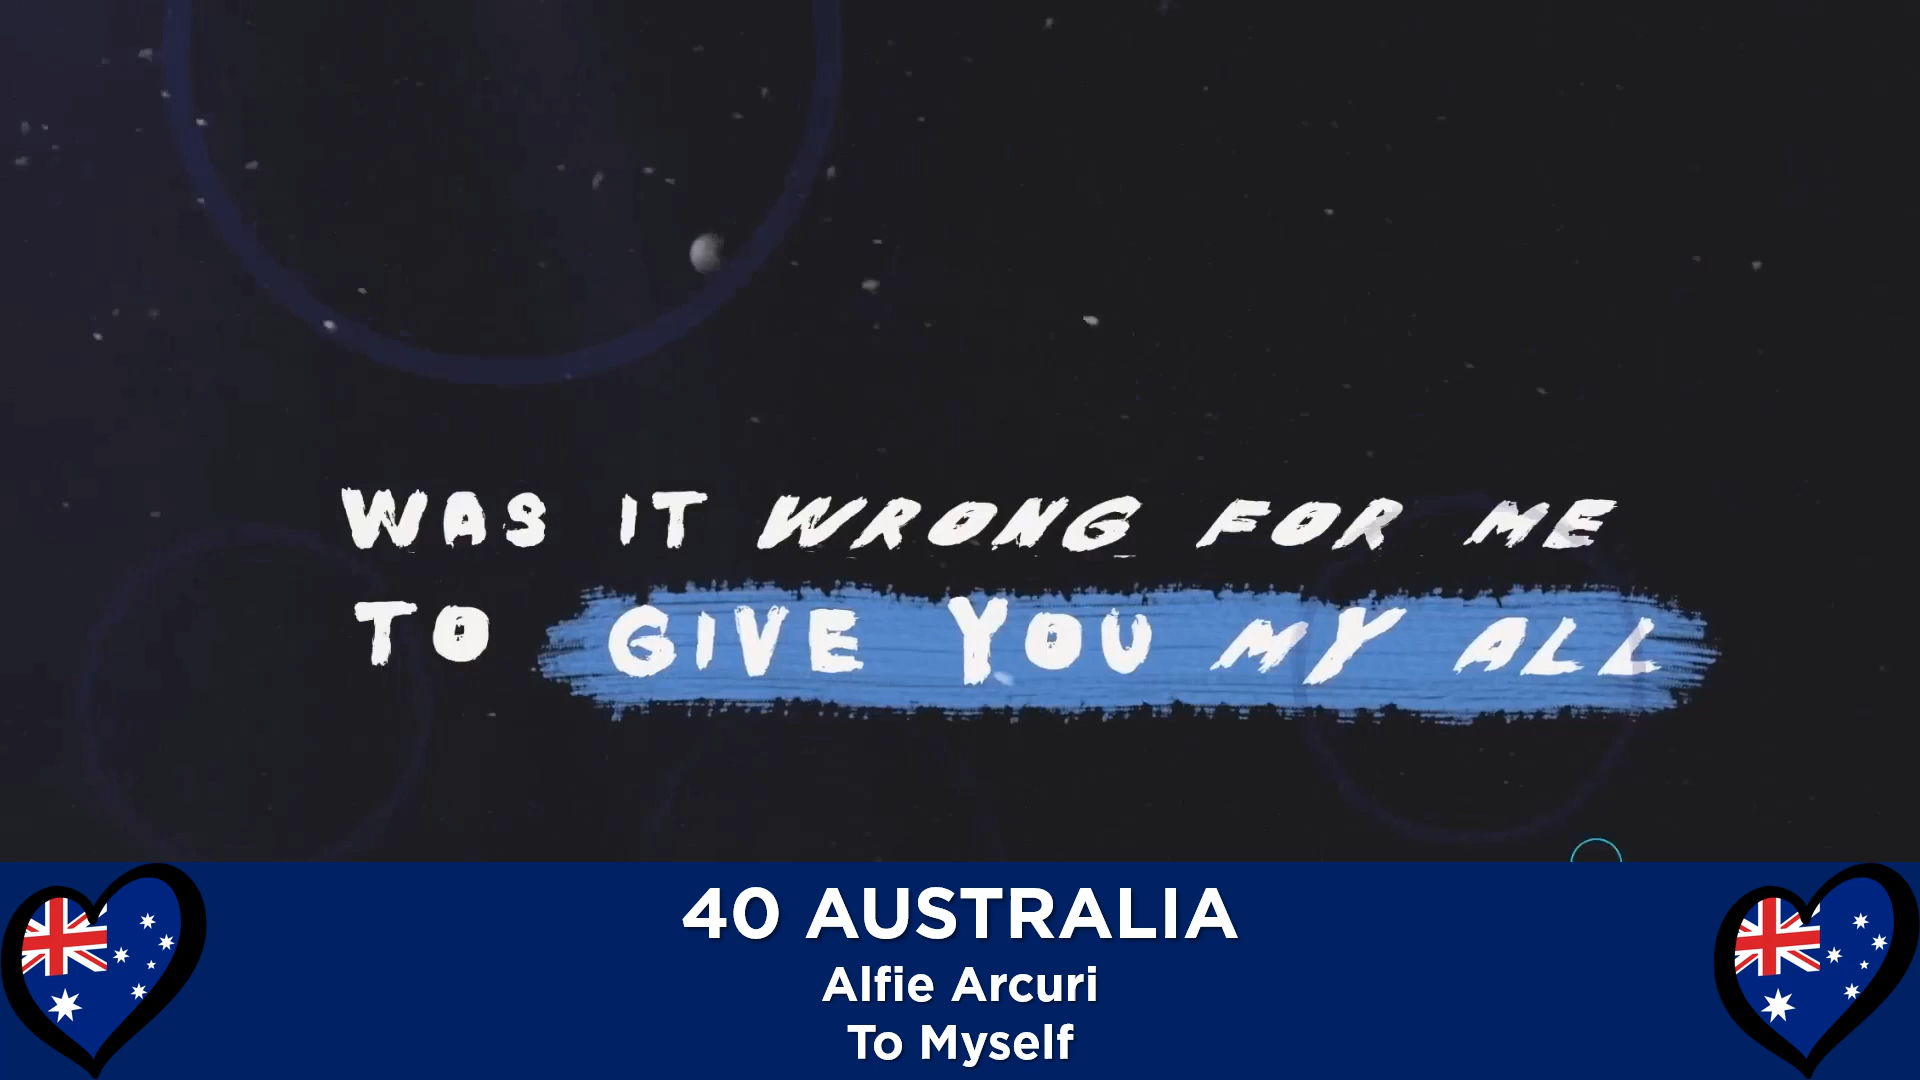 WAS IT WRONG FOR ME
TO GIVE YOU MY ALL
40 AUSTRALIA
Alfie Arcuri
To Myself